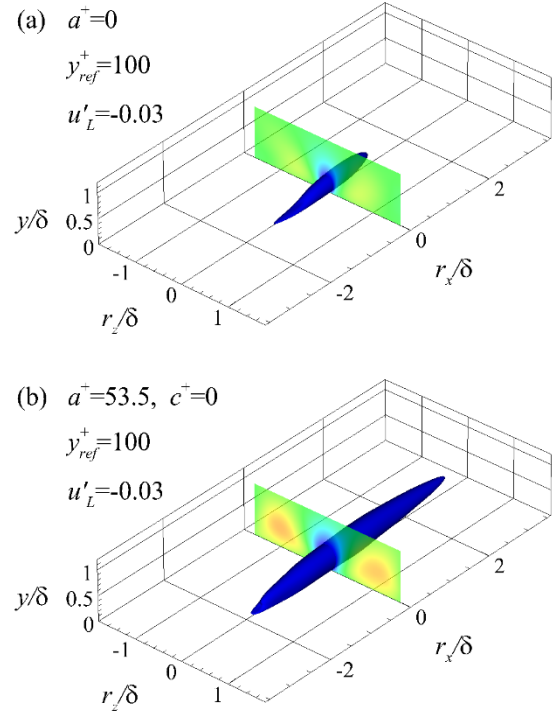 (a) a⁺=0
y⁺ref=100
u'L=-0.03
y/δ
1
0.5
0
-1
0
1
rz/δ
-2
0
2
rx/δ
(b) a⁺=53.5, c⁺=0
y⁺ref=100
u'L=-0.03
y/δ
1
0.5
0
-1
0
1
rz/δ
-2
0
2
rx/δ